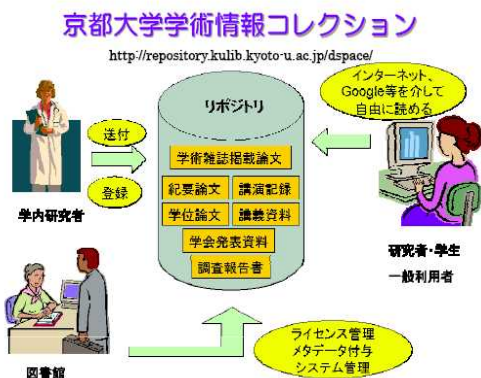 京都大学学術情報コレクション
http://repository.kulib.kyoto-u.ac.jp/dspace/
リポジトリ
インターネット、
Google等を介して
自由に読める
送付
登録
学術雑誌掲載論文
紀要論文
講演記録
学位論文
講義資料
学会発表資料
調査報告書
学内研究者
研究者・学生
一般利用者
図書館
ライセンス管理
メタデータ付与
システム管理